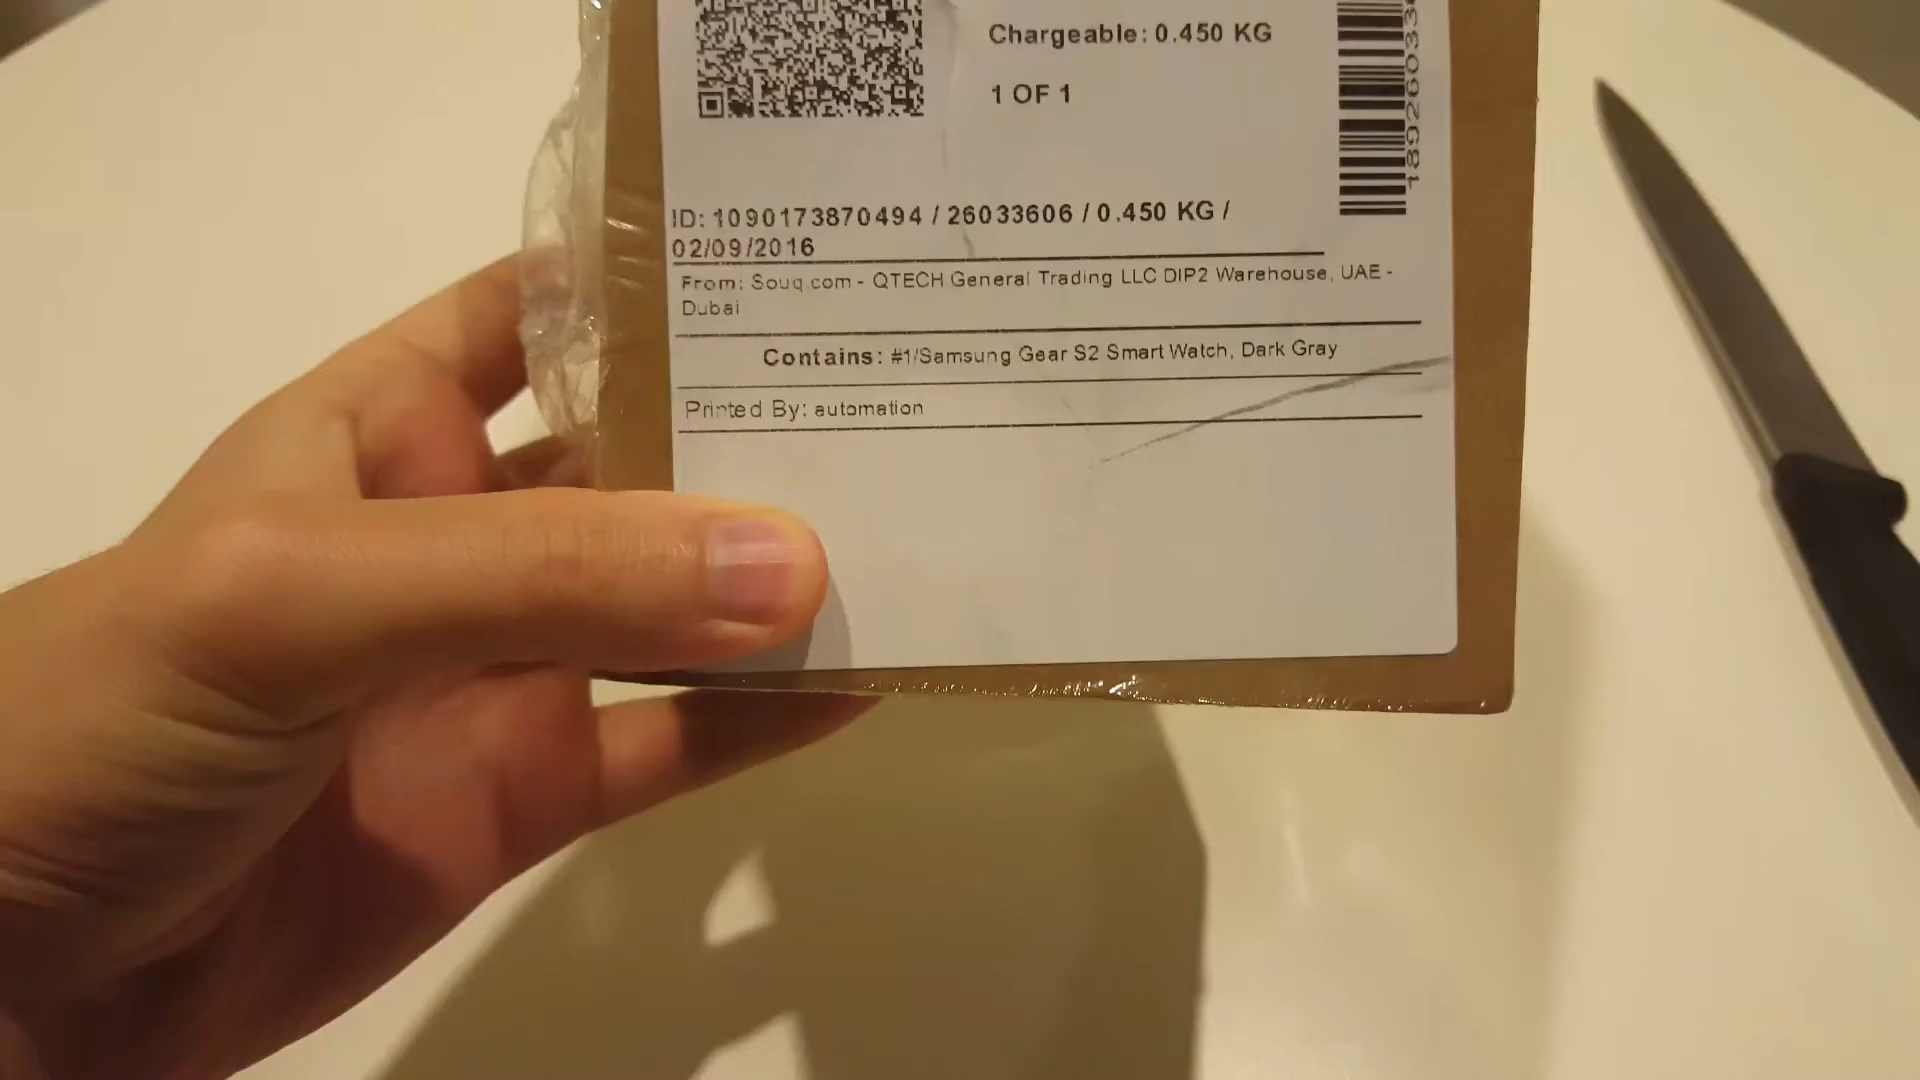 Chargeable: 0.450 KG
1 OF 1
ID: 1090173870494 / 26033606 / 0.450 KG /
02/09/2016
From: Souq.com - QTECH General Trading LLC DIP2 Warehouse, UAE -
Dubai
Contains: #1/Samsung Gear S2 Smart Watch, Dark Gray
Printed By: automation